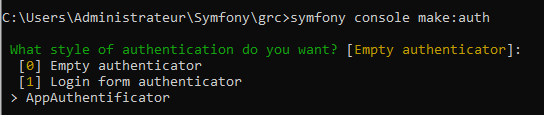 C:\Users\Administrateur\Symfony\grc>symfony console make:auth
What style of authentication do you want? [Empty authenticator]:
[0] Empty authenticator
[1] Login form authenticator
> AppAuthentificator